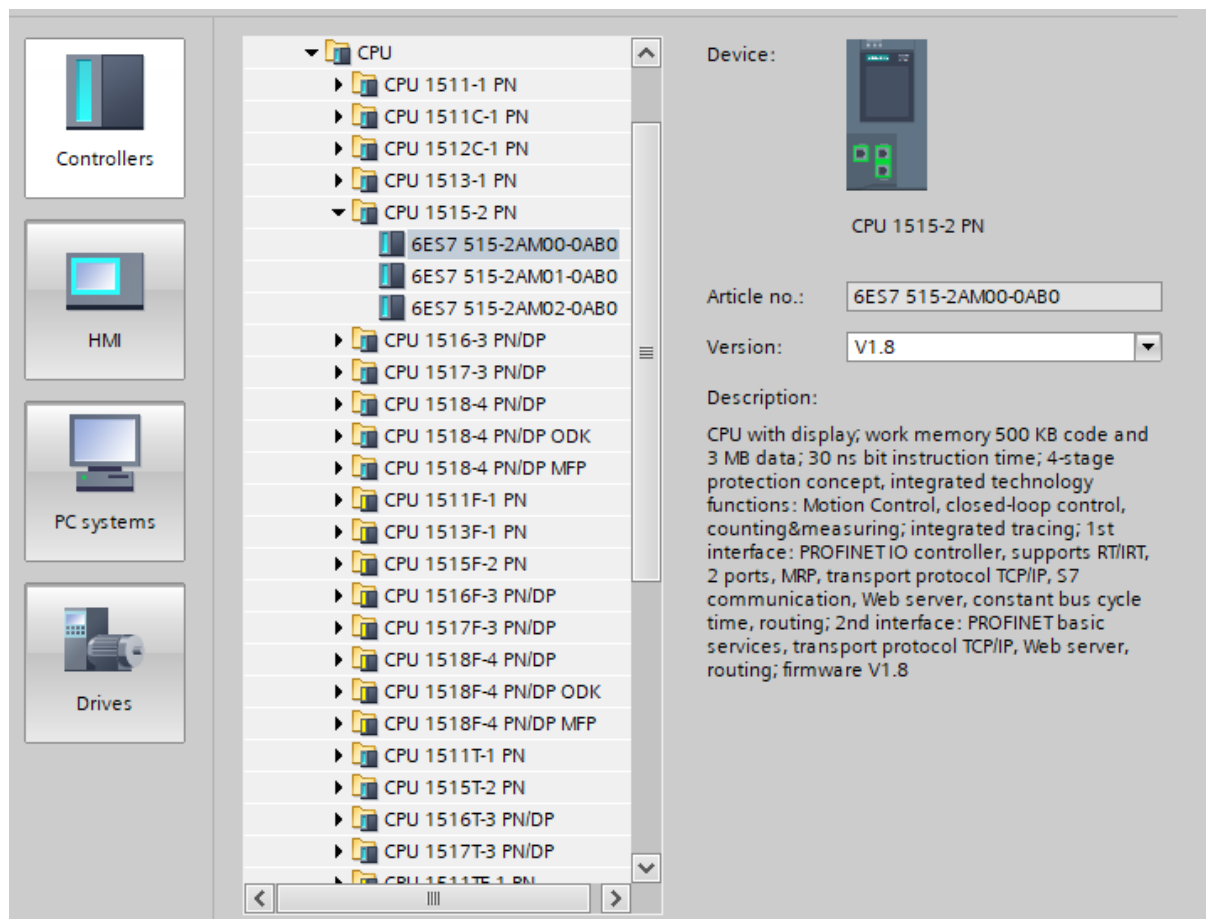 Controllers
HMI
PC systems
Drives
CPU
CPU 1511-1 PN
CPU 1511C-1 PN
CPU 1512C-1 PN
CPU 1513-1 PN
CPU 1515-2 PN
6ES7 515-2AM00-0AB0
6ES7 515-2AM01-0AB0
6ES7 515-2AM02-0AB0
CPU 1516-3 PN/DP
CPU 1517-3 PN/DP
CPU 1518-4 PN/DP
CPU 1518-4 PN/DP ODK
CPU 1518-4 PN/DP MFP
CPU 1511F-1 PN
CPU 1513F-1 PN
CPU 1515F-2 PN
CPU 1516F-3 PN/DP
CPU 1517F-3 PN/DP
CPU 1518F-4 PN/DP
CPU 1518F-4 PN/DP ODK
CPU 1518F-4 PN/DP MFP
CPU 1511T-1 PN
CPU 1515T-2 PN
CPU 1516T-3 PN/DP
CPU 1517T-3 PN/DP
CPU 1511TF-1 PN
Device:
CPU 1515-2 PN
Article no.:
6ES7 515-2AM00-0AB0
Version:
V1.8
Description:
CPU with display; work memory 500 KB code and
3 MB data; 30 ns bit instruction time; 4-stage
protection concept, integrated technology
functions: Motion Control, closed-loop control,
counting&measuring; integrated tracing; 1st
interface: PROFINET IO controller, supports RT/IRT,
2 ports, MRP, transport protocol TCP/IP, S7
communication, Web server, constant bus cycle
time, routing; 2nd interface: PROFINET basic
services, transport protocol TCP/IP, Web server,
routing; firmware V1.8